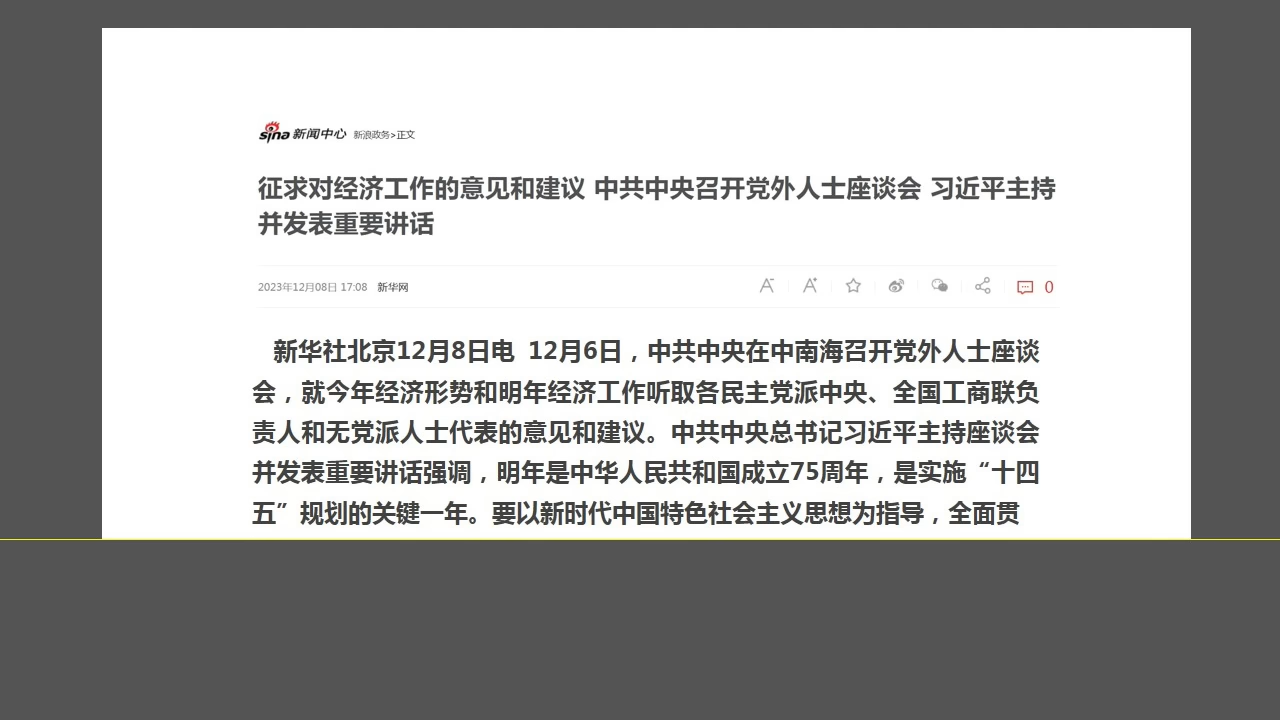 sina 新闻中心 新浪政务>正文
征求对经济工作的意见和建议 中共中央召开党外人士座谈会 习近平主持
并发表重要讲话
2023年12月08日 17:08 新华网 A- A+ 0
新华社北京12月8日电 12月6日，中共中央在中南海召开党外人士座谈
会，就今年经济形势和明年经济工作听取各民主党派中央、全国工商联负
责人和无党派人士代表的意见和建议。中共中央总书记习近平主持座谈会
并发表重要讲话强调，明年是中华人民共和国成立75周年，是实施“十四
五”规划的关键一年。要以新时代中国特色社会主义思想为指导，全面贯